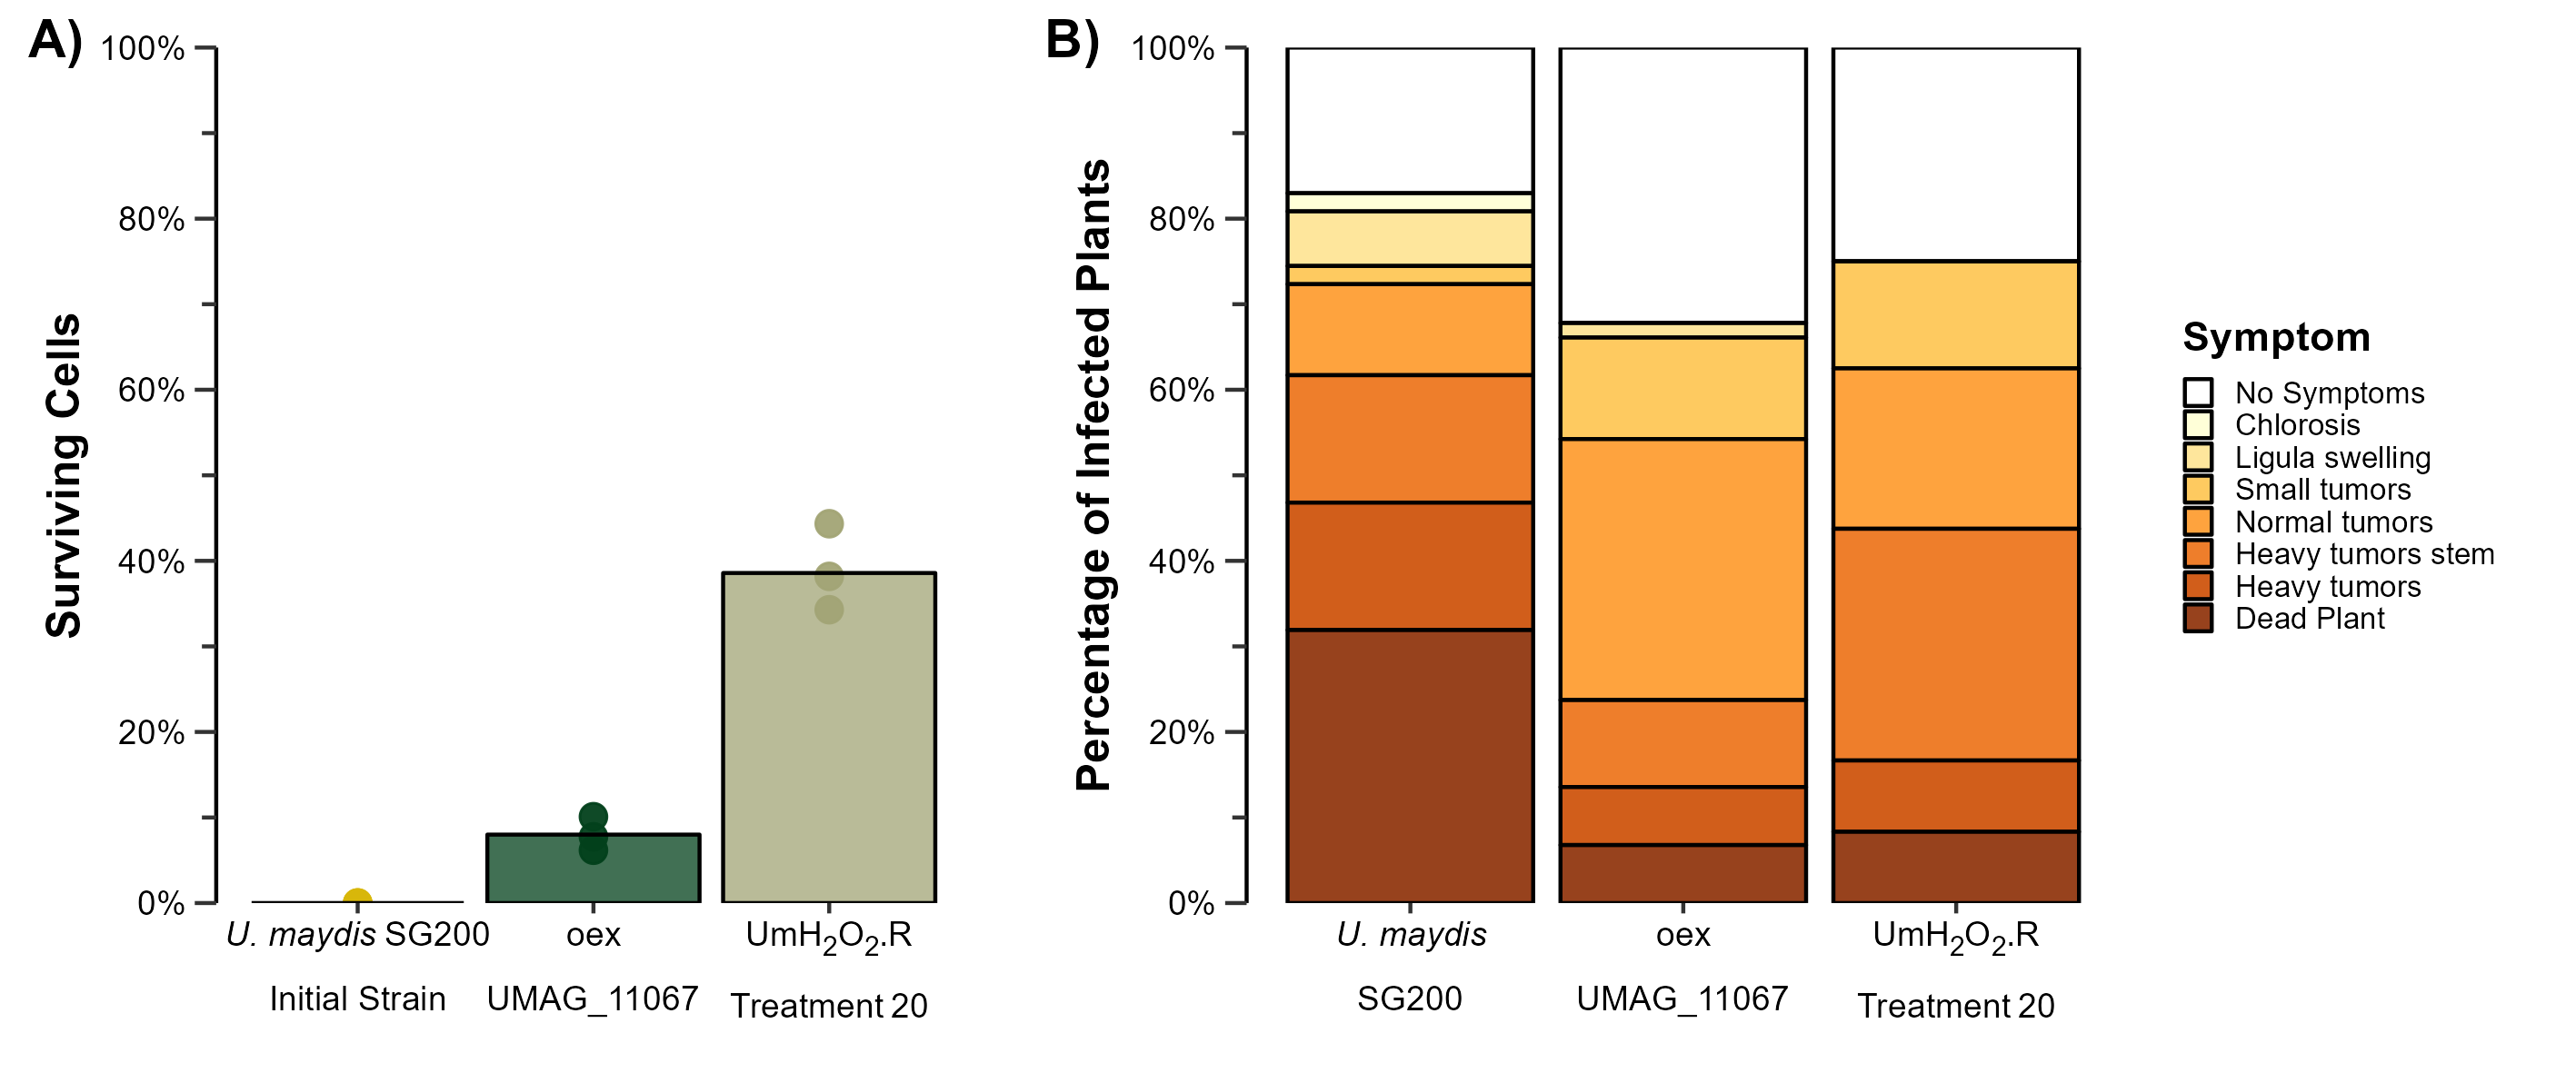 A)
100%
80%
60%
40%
20%
0%
Surviving Cells
U. maydis SG200
Initial Strain
oex
UMAG_11067
UmH2O2.R
Treatment 20
B)
100%
80%
60%
40%
20%
0%
Percentage of Infected Plants
U. maydis
SG200
oex
UMAG_11067
UmH2O2.R
Treatment 20
Symptom
No Symptoms
Chlorosis
Ligula swelling
Small tumors
Normal tumors
Heavy tumors stem
Heavy tumors
Dead Plant